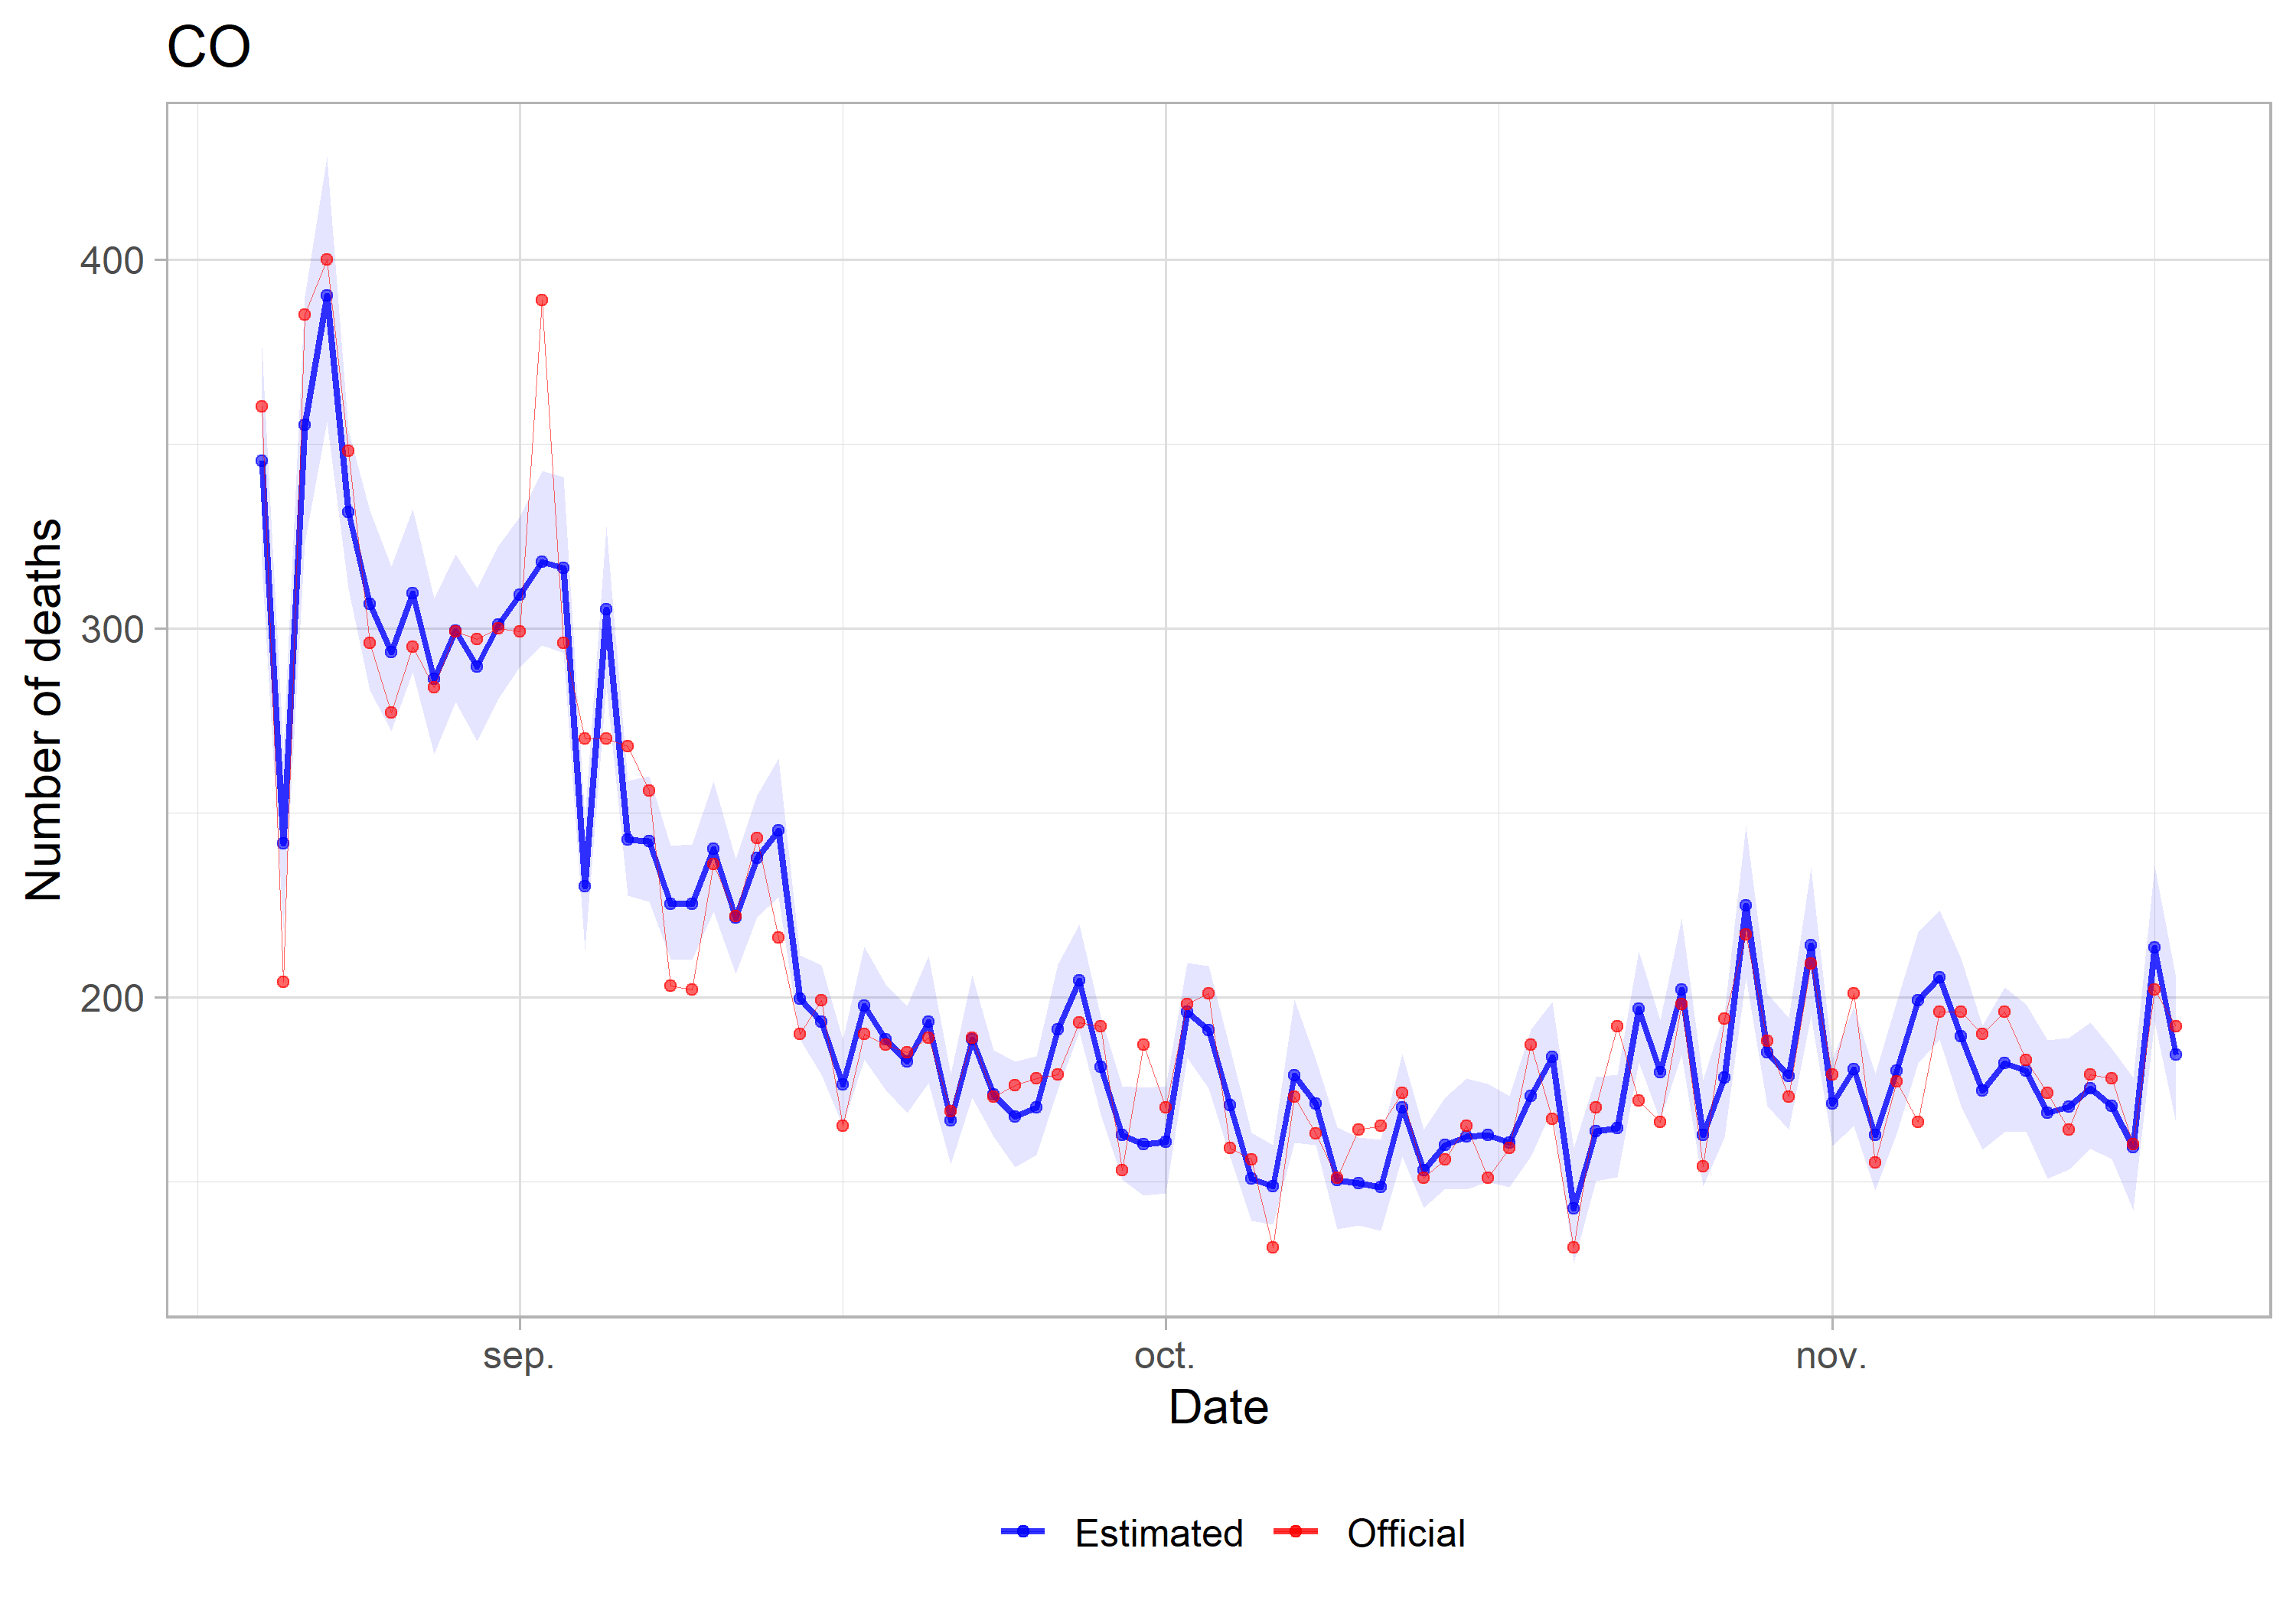 CO
Number of deaths
400
300
200
sep.
oct.
nov.
Date
Estimated
Official